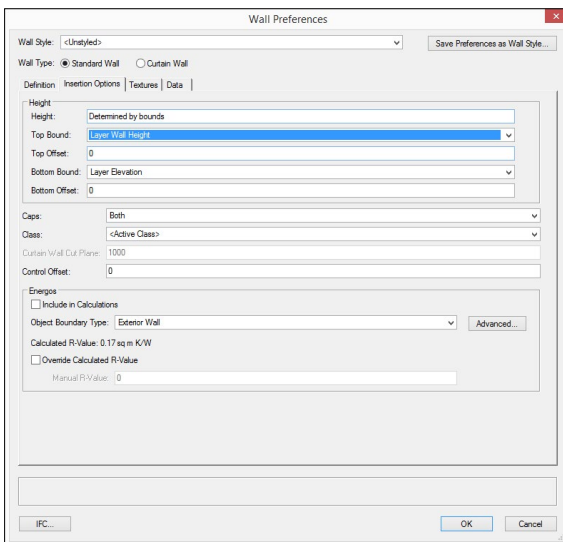 Wall Preferences
Wall Style: <Unstyled> Save Preferences as Wall Style...
Wall Type: Standard Wall Curtain Wall
Definition Insertion Options Textures Data
Height
Height: Determined by bounds
Top Bound: Layer Wall Height
Top Offset: 0
Bottom Bound: Layer Elevation
Bottom Offset: 0
Caps: Both
Class: <Active Class>
Curtain Wall Cut Plane: 1000
Control Offset: 0
Energos
Include in Calculations
Object Boundary Type: Exterior Wall Advanced...
Calculated R-Value: 0.17 sq m K/W
Override Calculated R-Value
Manual R-Value: 0
IFC... OK Cancel